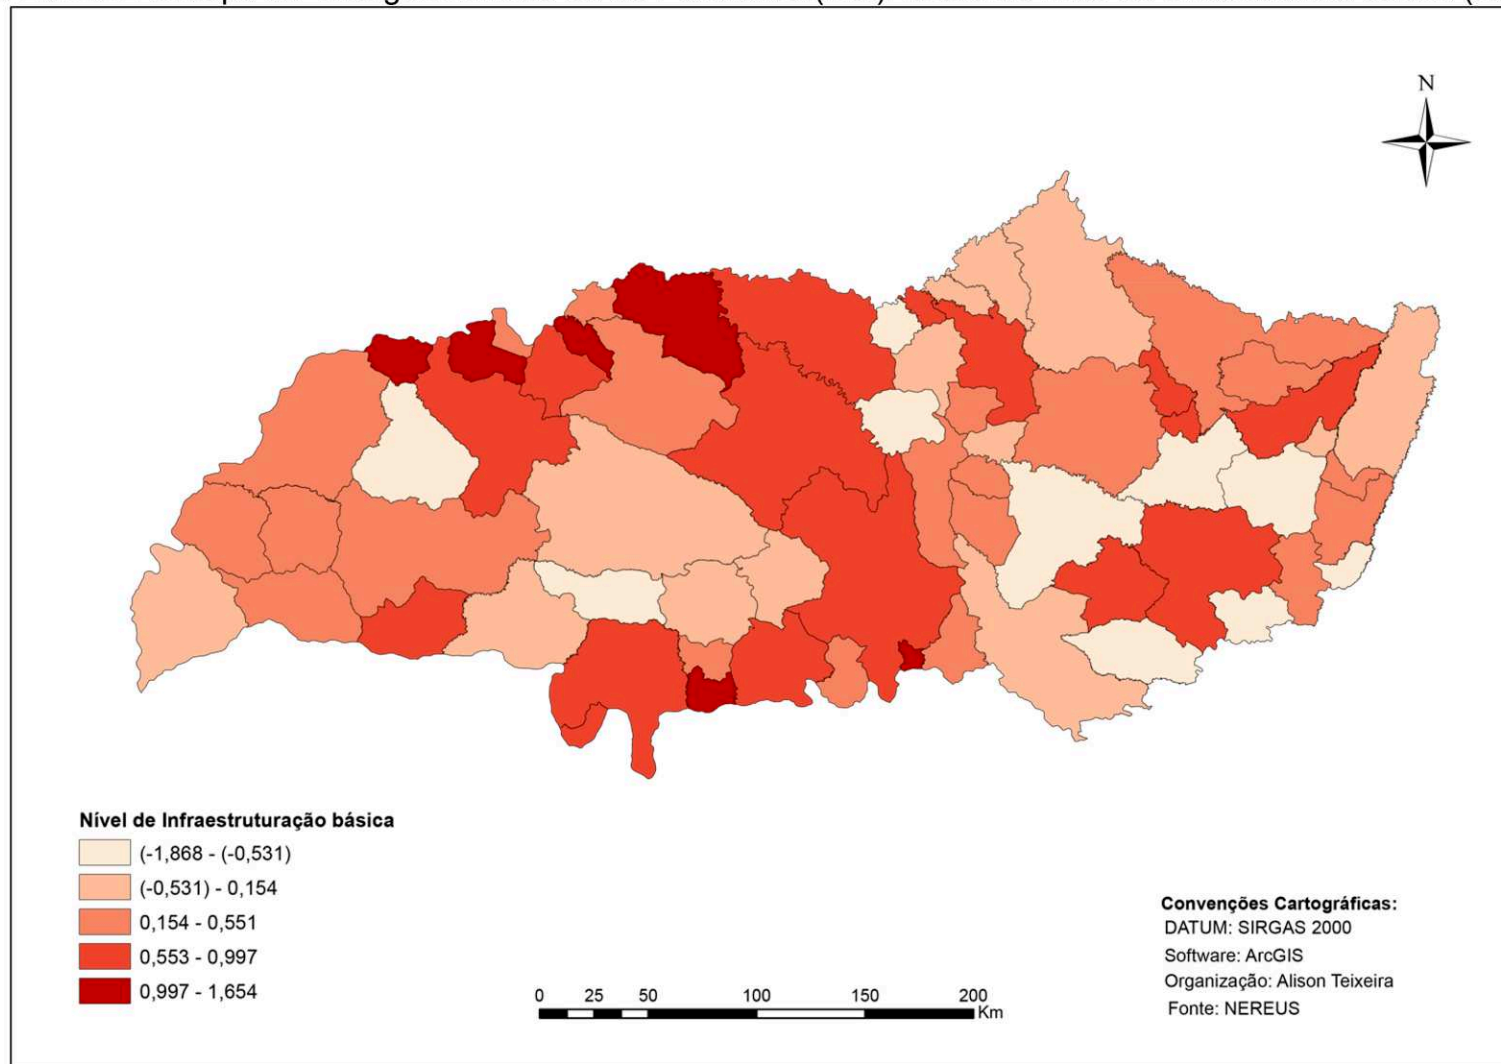 N
Nível de Infraestruturação básica
(-1,868 - (-0,531)
(-0,531) - 0,154
0,154 - 0,551
0,553 - 0,997
0,997 - 1,654
0 25 50 100 150 200
Km
Convenções Cartográficas:
DATUM: SIRGAS 2000
Software: ArcGIS
Organização: Alison Teixeira
Fonte: NEREUS